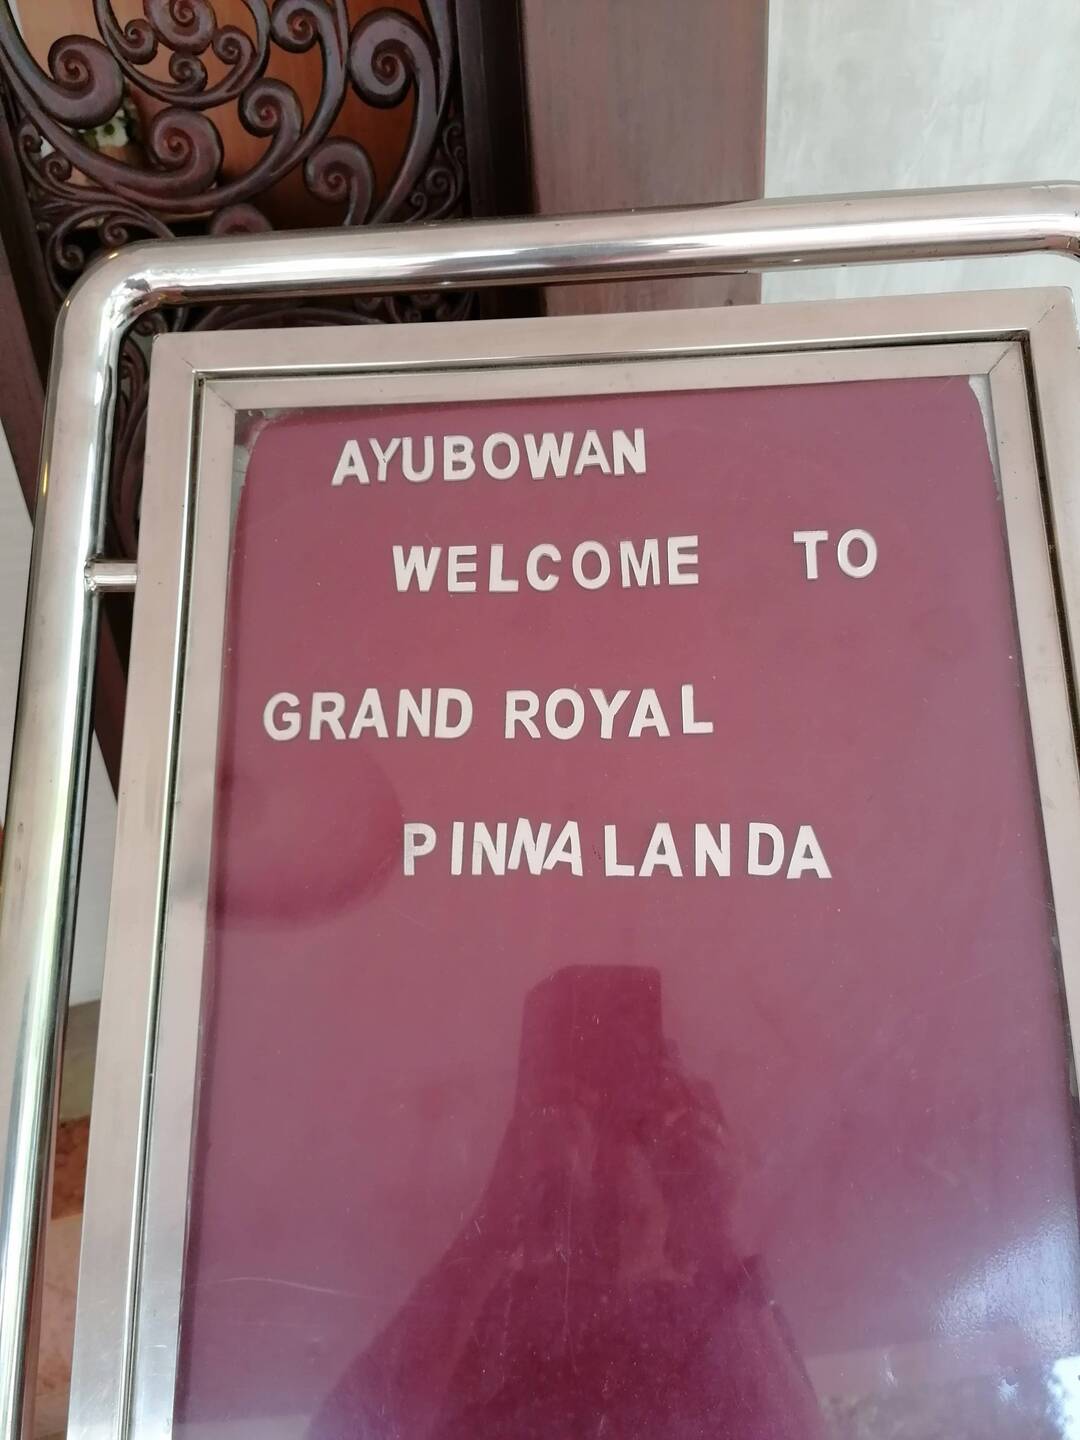 AYUBOWAN
WELCOME TO
GRAND ROYAL
PINNALANDA